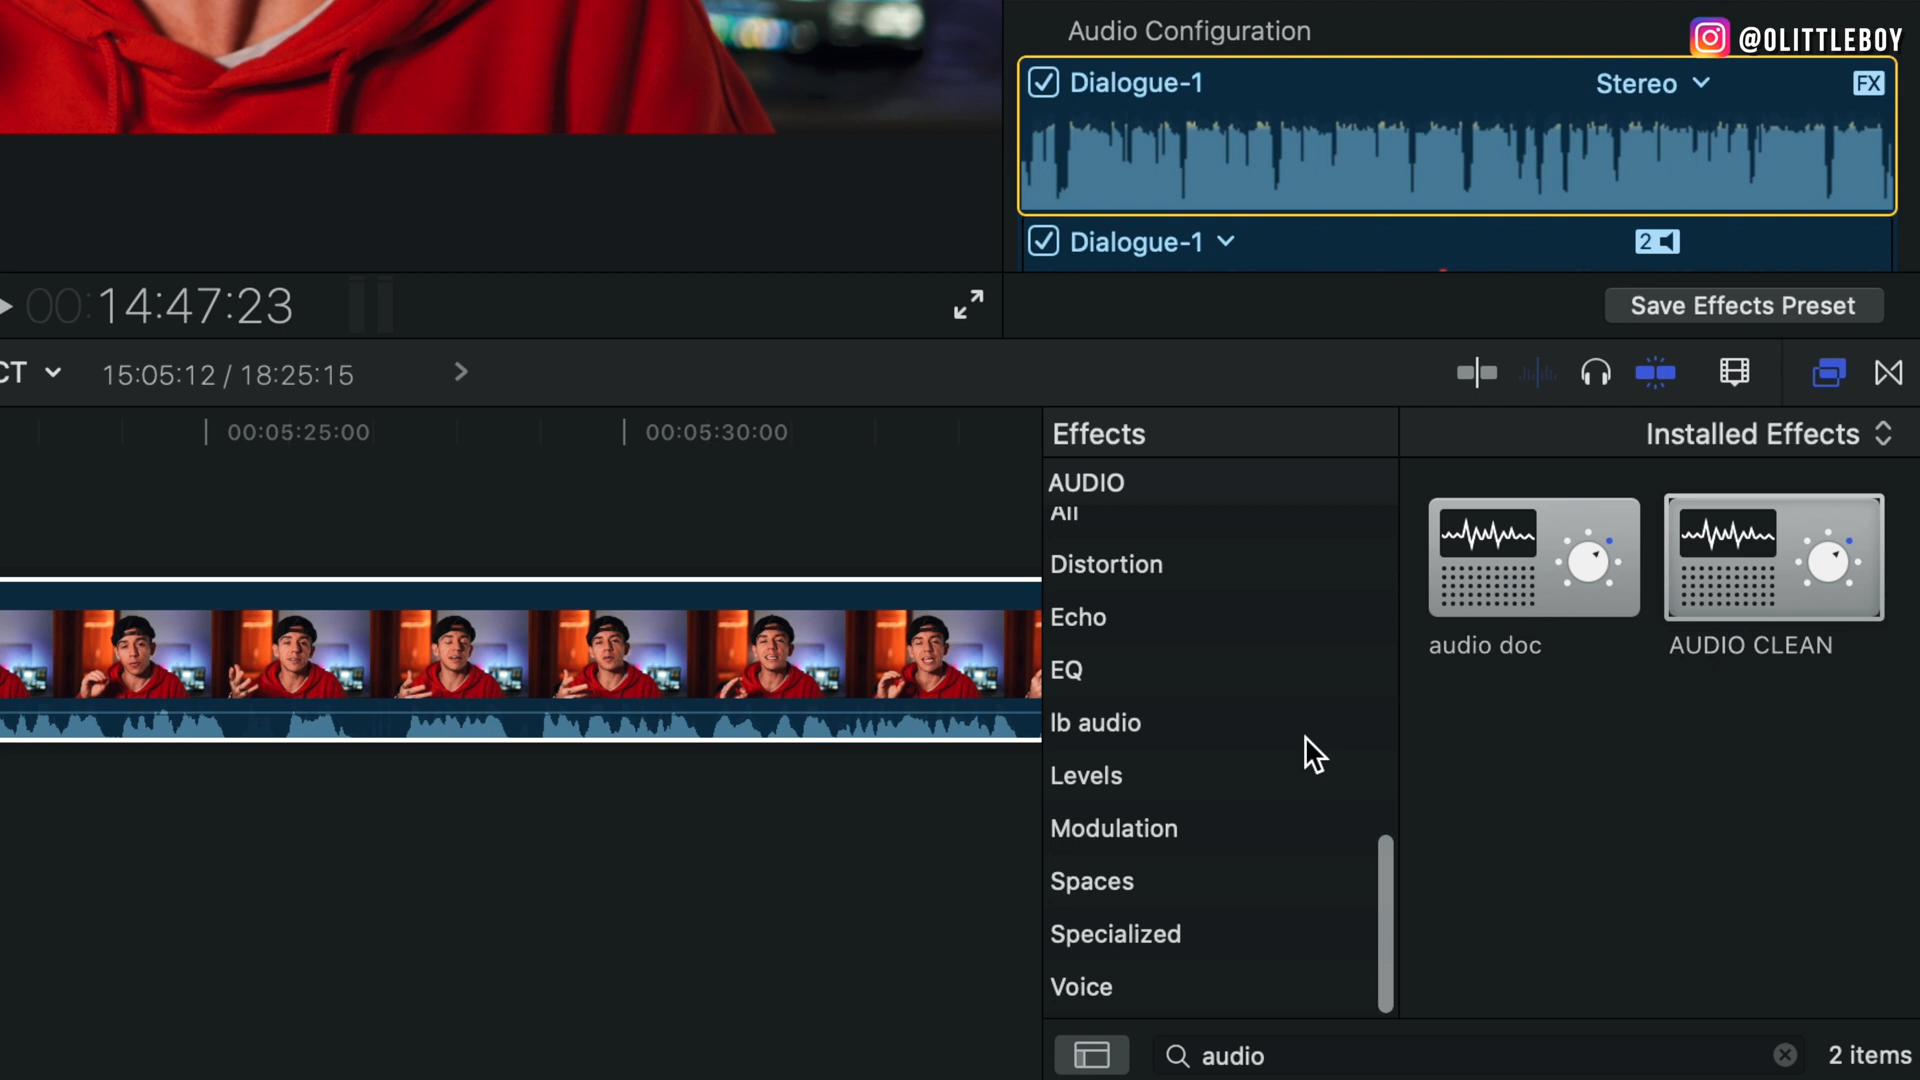 Audio Configuration
@OLITTLEBOY
Dialogue-1
Stereo
FX
Dialogue-1
2
00:14:47:23
Save Effects Preset
CT
15:05:12 / 18:25:15
00:05:25:00
00:05:30:00
Effects
Installed Effects
AUDIO
All
Distortion
Echo
EQ
lb audio
Levels
Modulation
Spaces
Specialized
Voice
audio doc
AUDIO CLEAN
audio
2 items